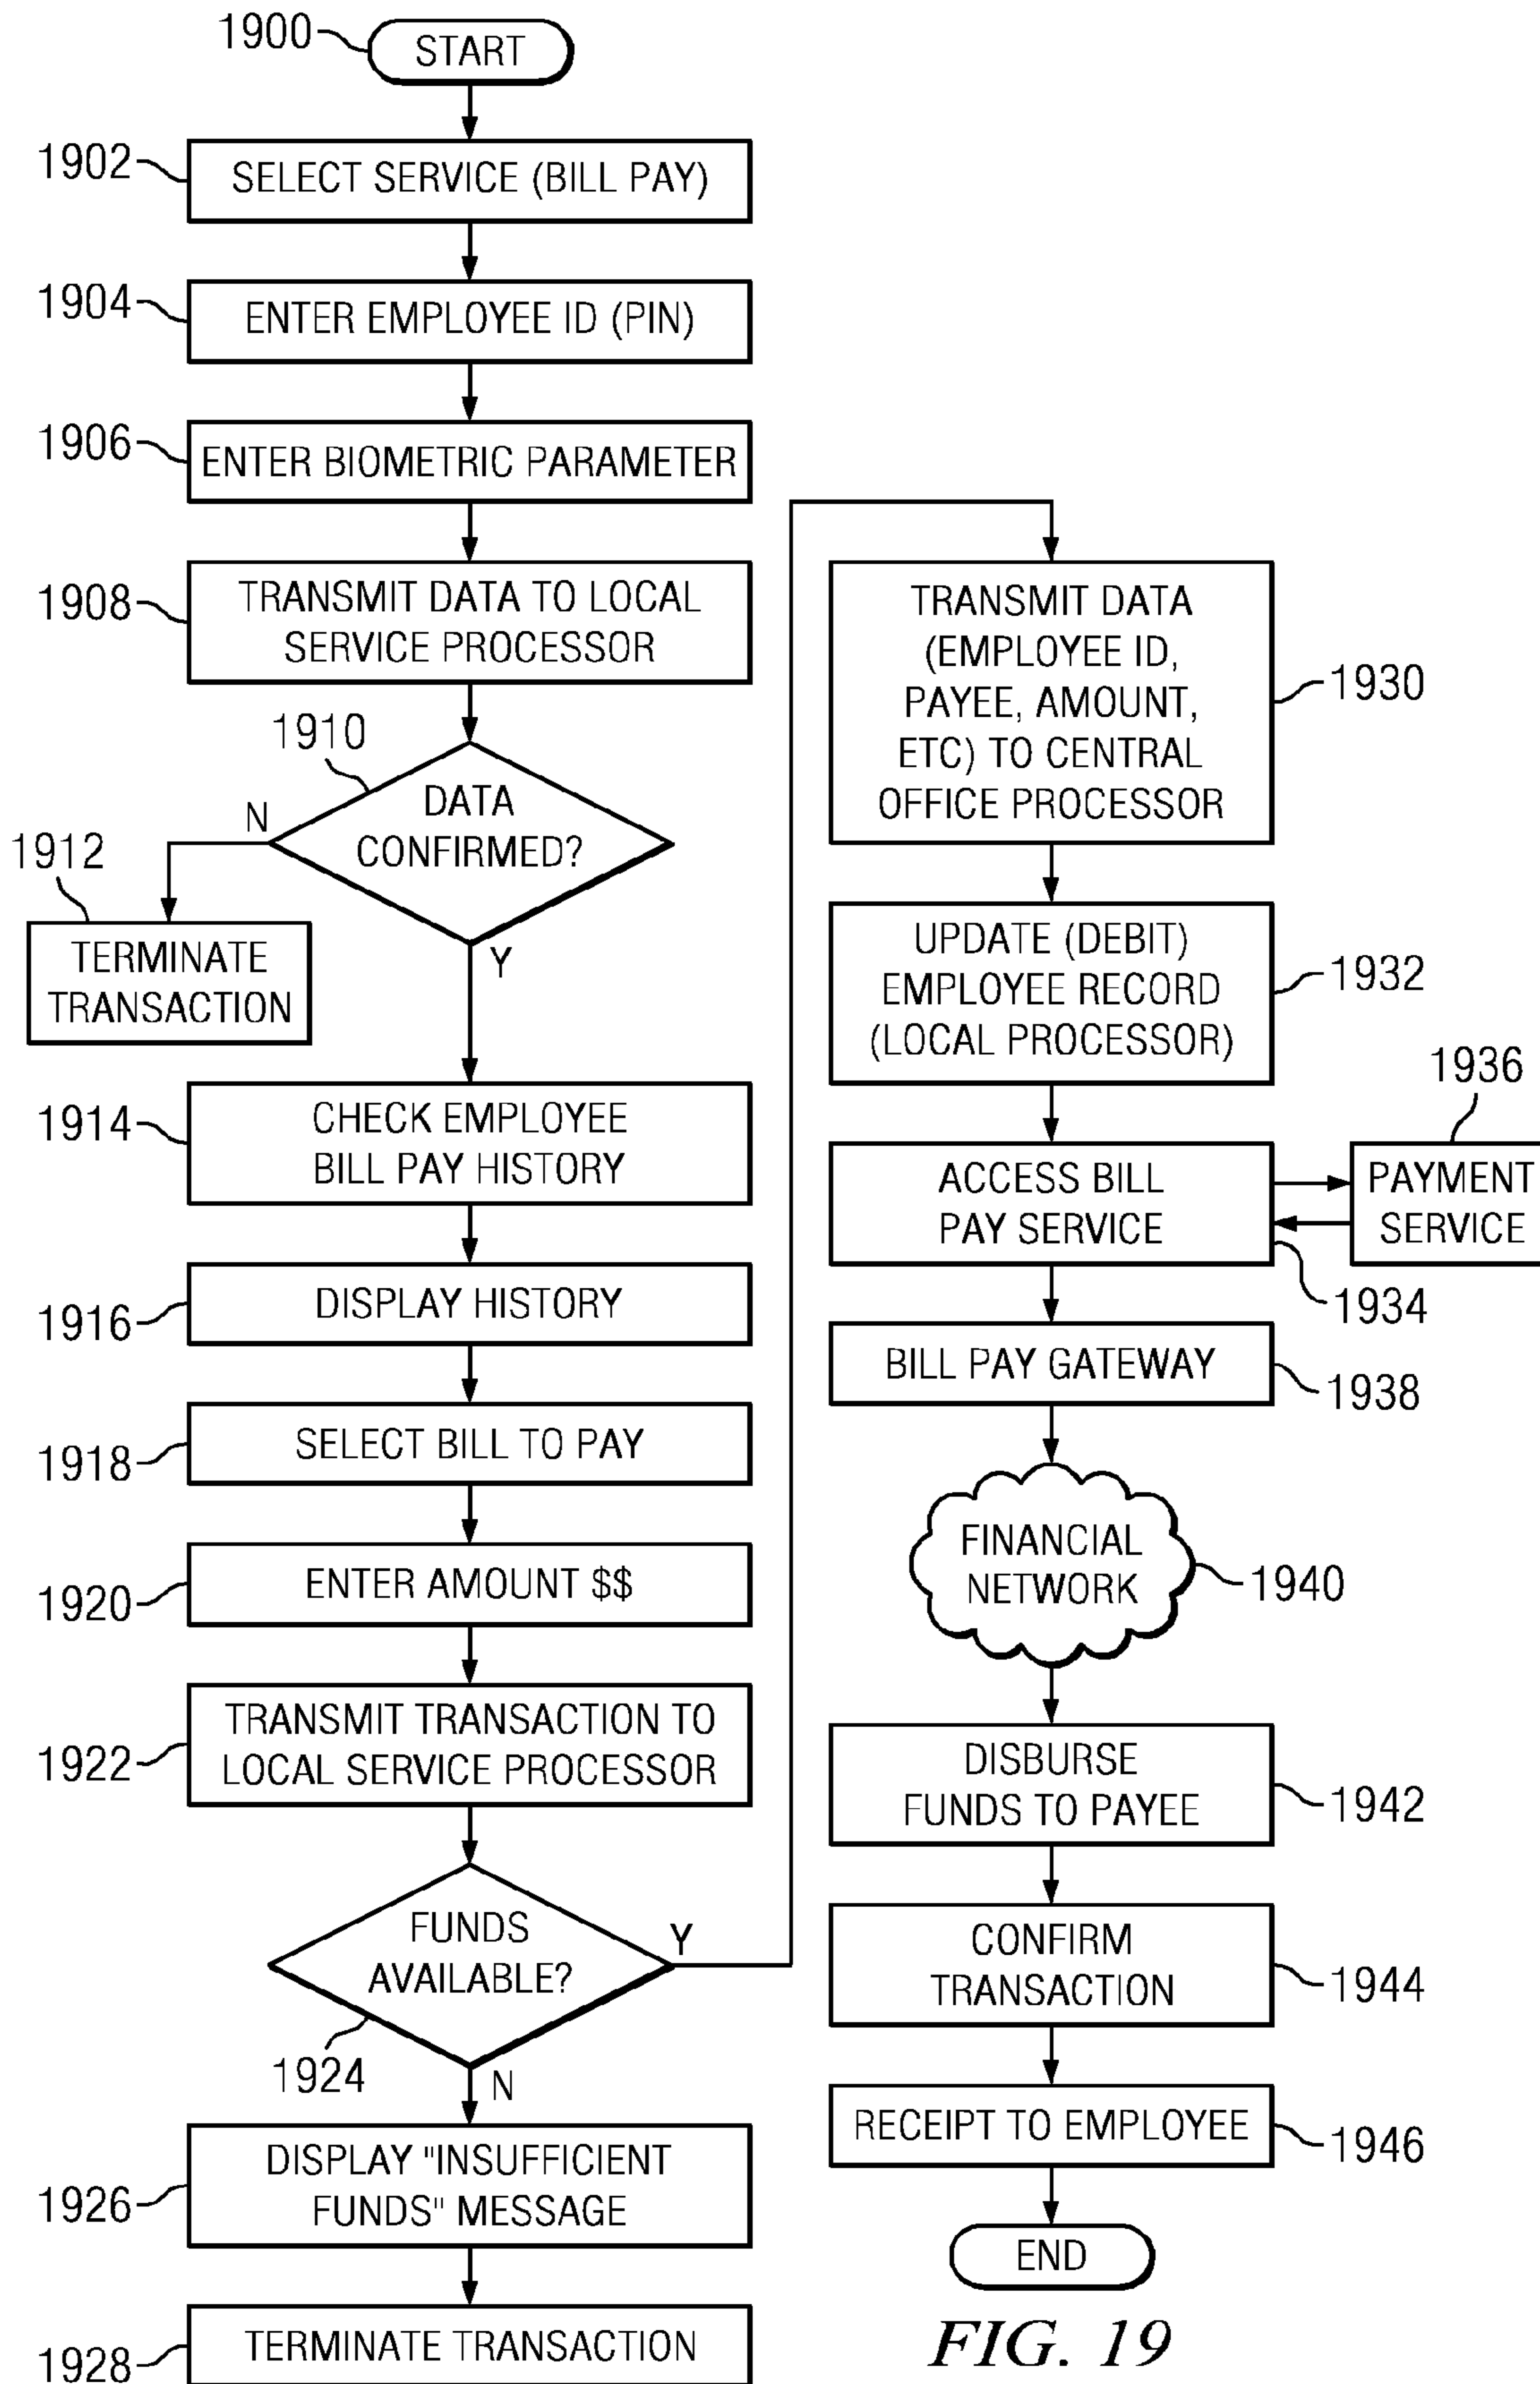 1900
START
1902
SELECT SERVICE (BILL PAY)
1904
ENTER EMPLOYEE ID (PIN)
1906
ENTER BIOMETRIC PARAMETER
1908
TRANSMIT DATA TO LOCAL
SERVICE PROCESSOR
1910
DATA
CONFIRMED?
N
Y
1912
TERMINATE
TRANSACTION
1914
CHECK EMPLOYEE
BILL PAY HISTORY
1916
DISPLAY HISTORY
1918
SELECT BILL TO PAY
1920
ENTER AMOUNT $$
1922
TRANSMIT TRANSACTION TO
LOCAL SERVICE PROCESSOR
FUNDS
AVAILABLE?
Y
1924
N
1926
DISPLAY "INSUFFICIENT
FUNDS" MESSAGE
1928
TERMINATE TRANSACTION
TRANSMIT DATA
(EMPLOYEE ID,
PAYEE, AMOUNT,
ETC) TO CENTRAL
OFFICE PROCESSOR
1930
UPDATE (DEBIT)
EMPLOYEE RECORD
(LOCAL PROCESSOR)
1932
ACCESS BILL
PAY SERVICE
1934
1936
PAYMENT
SERVICE
BILL PAY GATEWAY
1938
FINANCIAL
NETWORK
1940
DISBURSE
FUNDS TO PAYEE
1942
CONFIRM
TRANSACTION
1944
RECEIPT TO EMPLOYEE
1946
END
FIG. 19